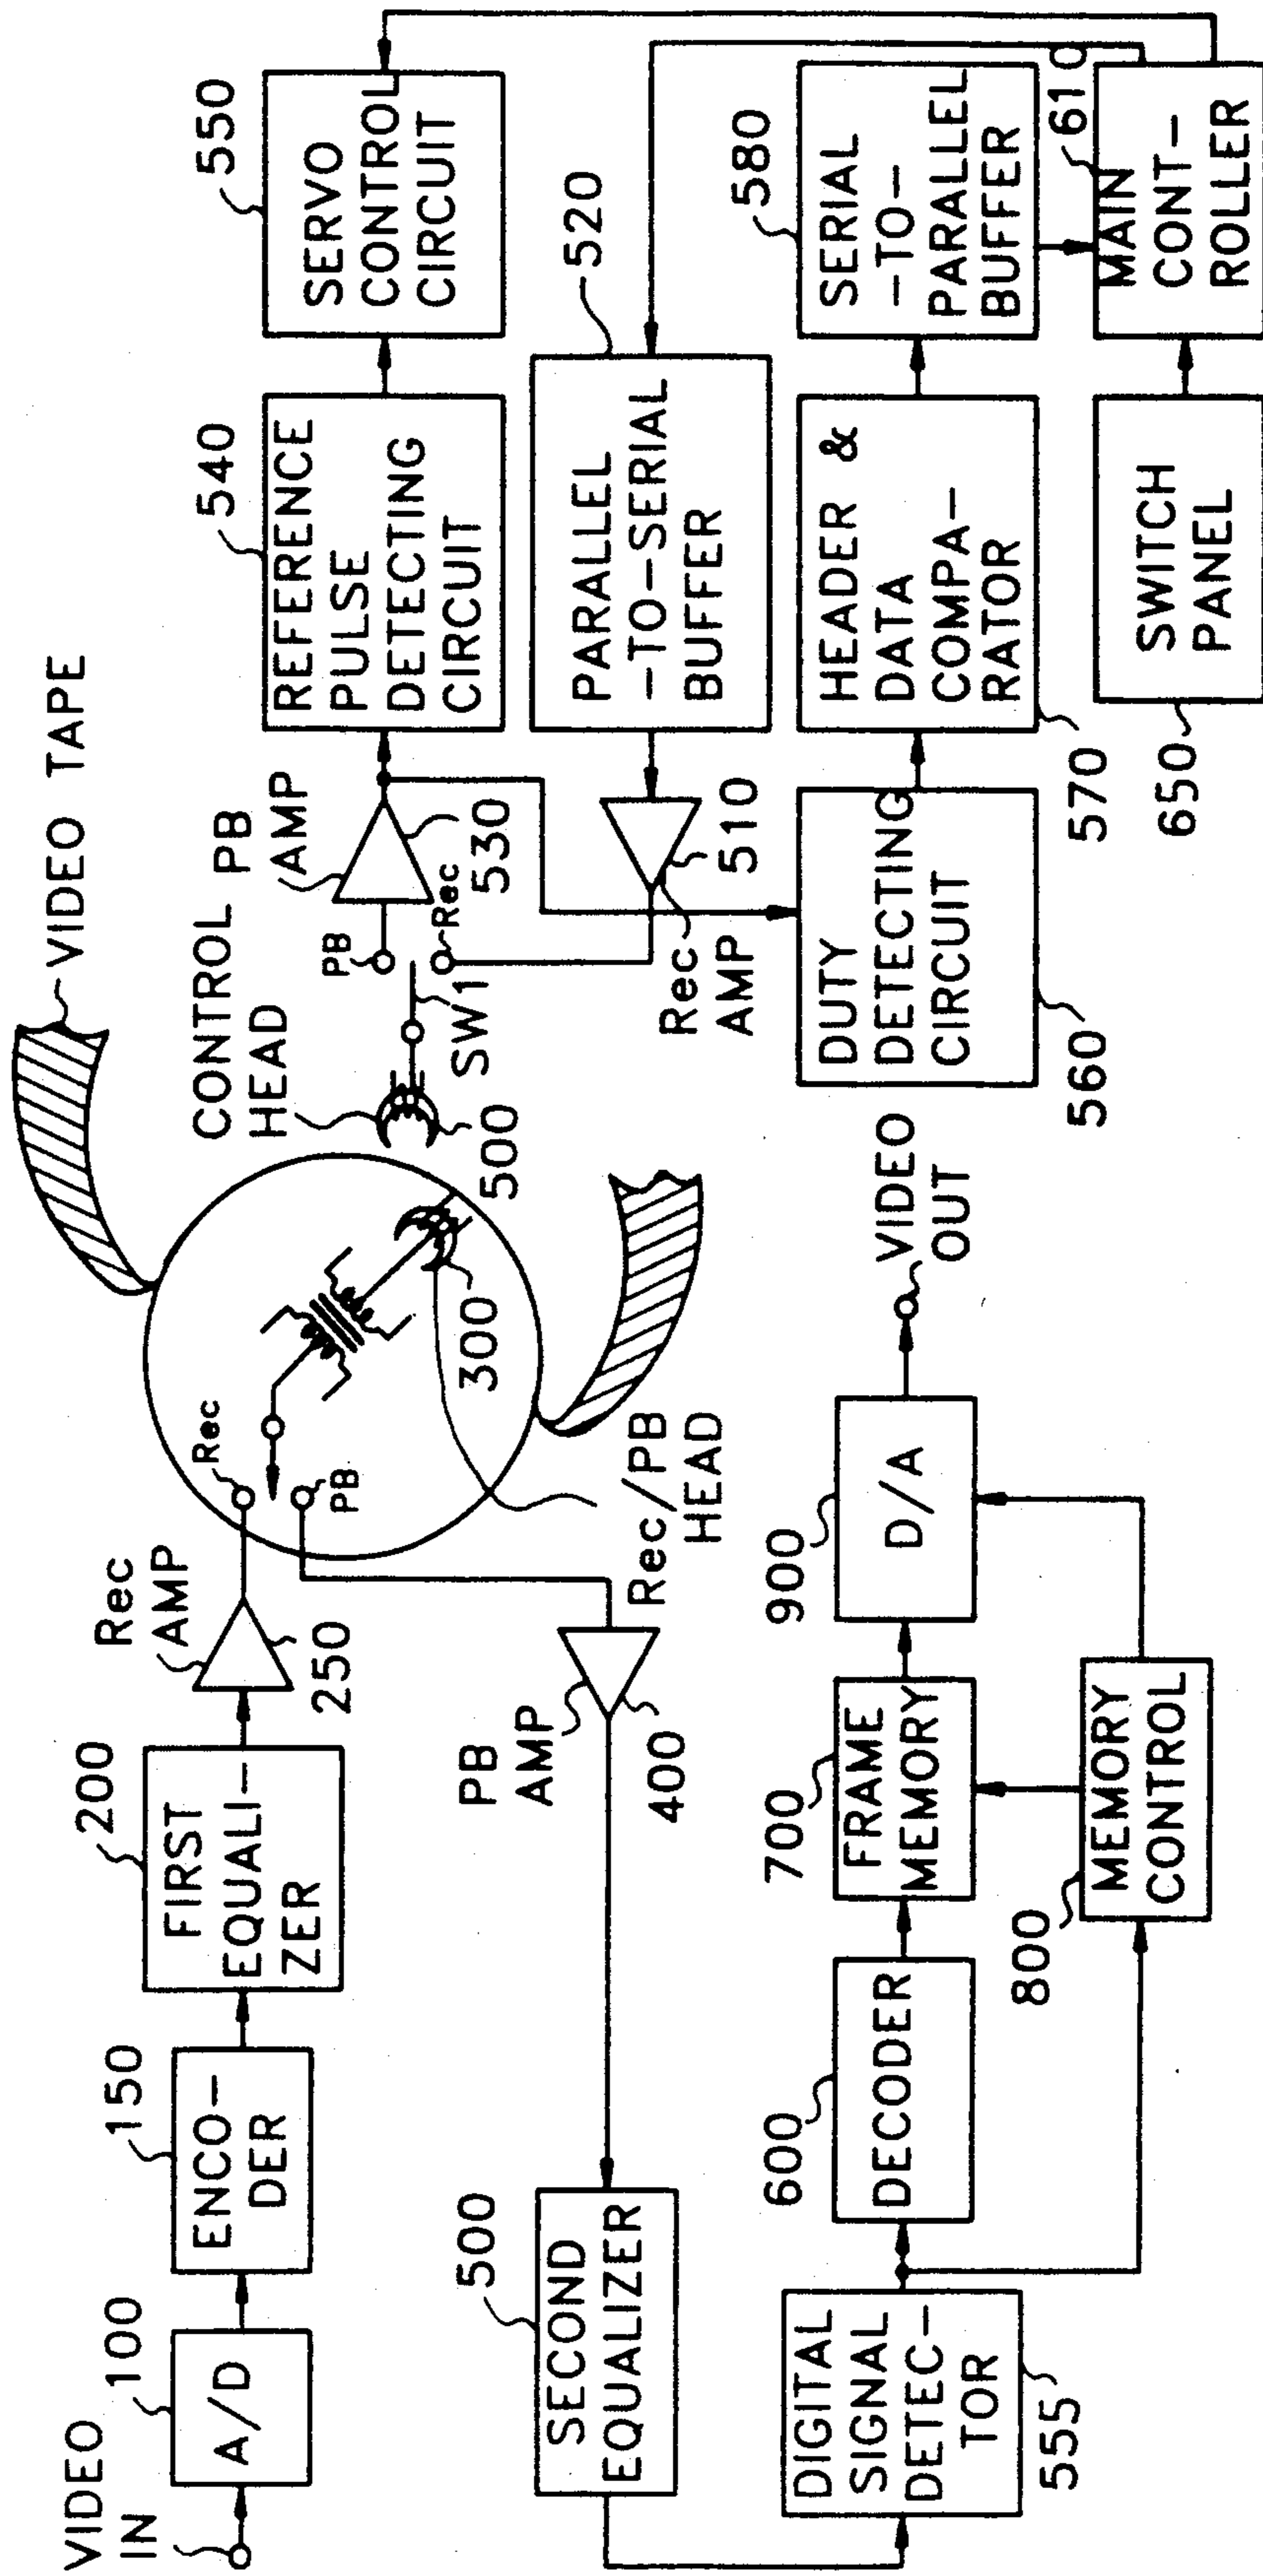 VIDEO
IN
100
A/D
150
ENCO-
DER
200
FIRST
EQUALI-
ZER
Rec
AMP
250
Rec
PB
300
Rec/PB
HEAD
VIDEO TAPE
CONTROL
HEAD
500
SW1
PB
Rec
PB
AMP
530
540
REFERENCE
PULSE
DETECTING
CIRCUIT
550
SERVO
CONTROL
CIRCUIT
520
PARALLEL
-TO-SERIAL
BUFFER
510
Rec
AMP
PB
AMP
400
500
SECOND
EQUALIZER
DIGITAL
SIGNAL
DETEC-
TOR
555
600
DECODER
700
FRAME
MEMORY
800
MEMORY
CONTROL
900
D/A
VIDEO
OUT
DUTY
DETECTING
CIRCUIT
560
HEADER &
DATA
COMPA-
RATOR
570
580
SERIAL
-TO-
PARALLEL
BUFFER
610
MAIN
CONT-
ROLLER
SWITCH
PANEL
650